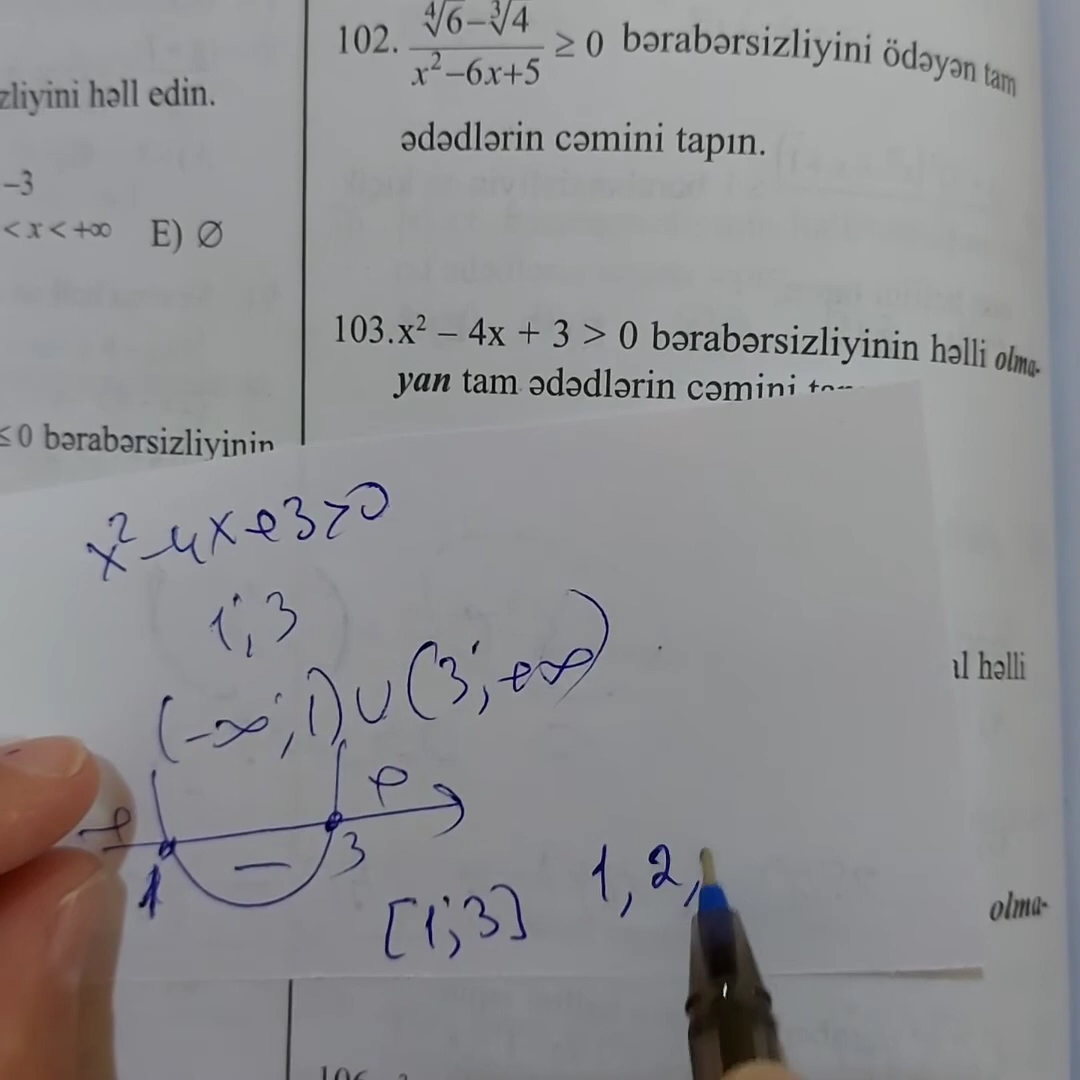 zliyini həll edin.
–3
< x < +∞ E) ∅
≤ 0 bərabərsizliyinin
102. (∜6–∛4)/(x²–6x+5) ≥ 0 bərabərsizliyini ödəyən tam
ədədlərin cəmini tapın.
103. x² – 4x + 3 > 0 bərabərsizliyinin həlli olma-
yan tam ədədlərin cəmini
həlli
olma-
x²-4x+3>0
1; 3
(-∞; 1)∪(3; +∞)
+ − +
1 3
[1; 3] 1, 2,